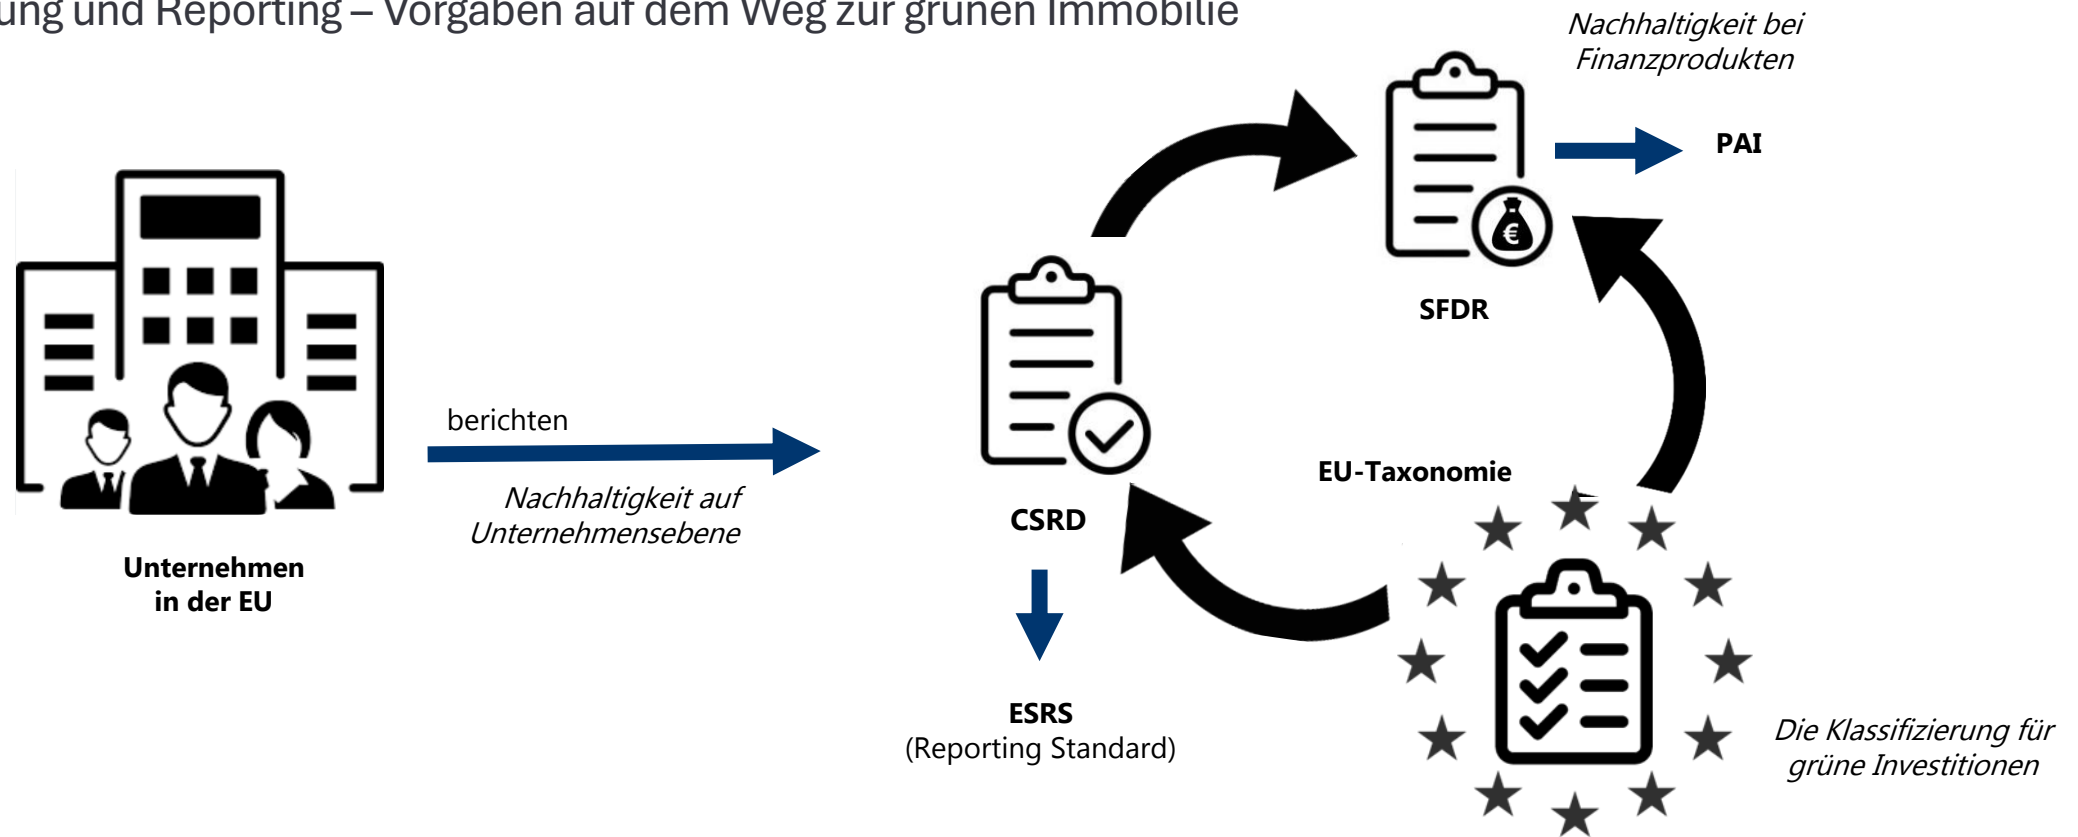 und Reporting – Vorgaben auf dem Weg zur grünen Immobilie
Nachhaltigkeit bei
Finanzprodukten
PAI
€
SFDR
berichten
Nachhaltigkeit auf
Unternehmensebene
Unternehmen
in der EU
CSRD
EU-Taxonomie
ESRS
(Reporting Standard)
Die Klassifizierung für
grüne Investitionen